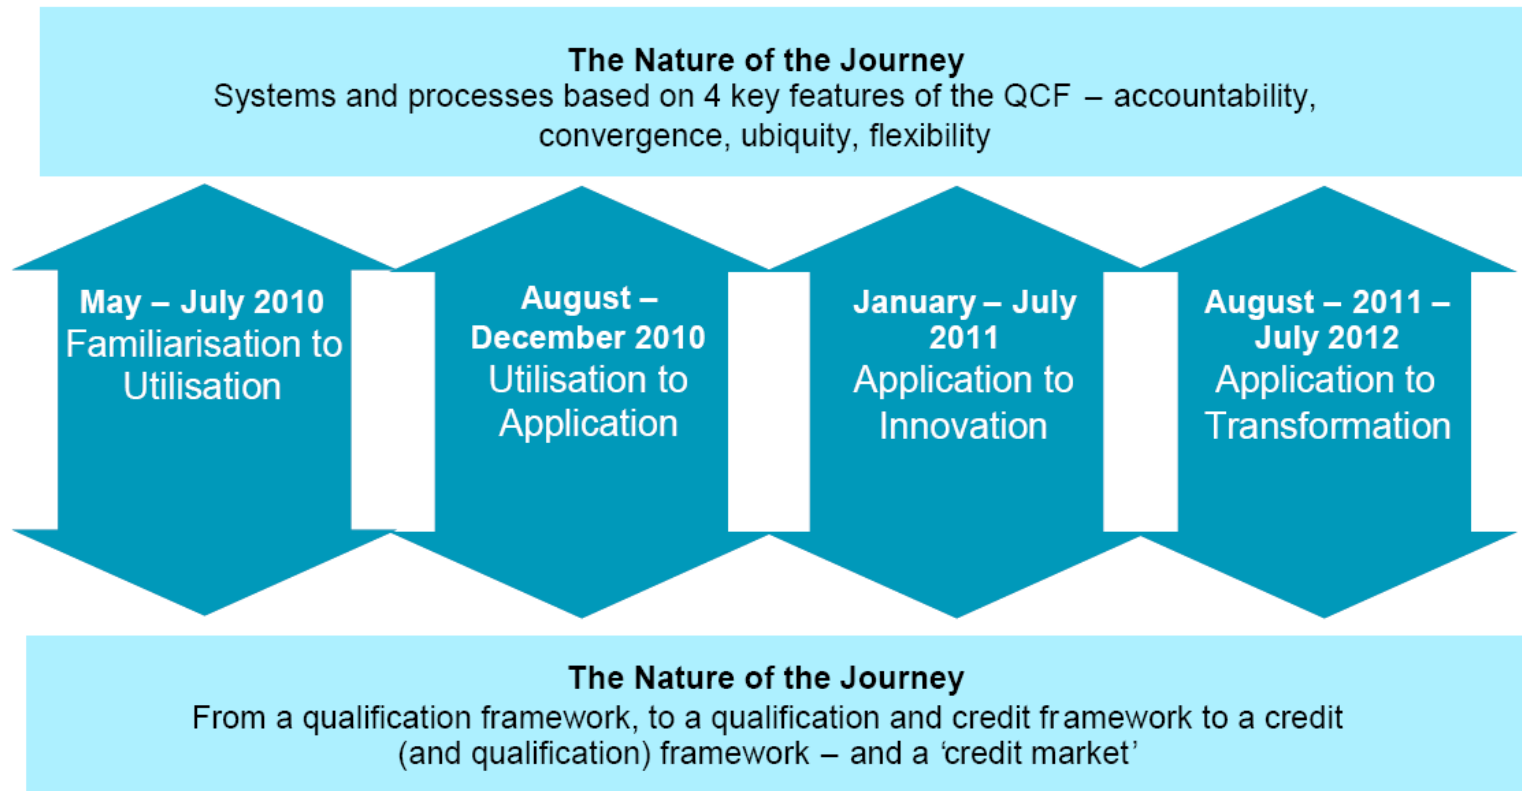 The Nature of the Journey
Systems and processes based on 4 key features of the QCF – accountability,
convergence, ubiquity, flexibility
May – July 2010
Familiarisation to
Utilisation
August –
December 2010
Utilisation to
Application
January – July
2011
Application to
Innovation
August – 2011 –
July 2012
Application to
Transformation
The Nature of the Journey
From a qualification framework, to a qualification and credit framework to a credit
(and qualification) framework – and a ‘credit market’